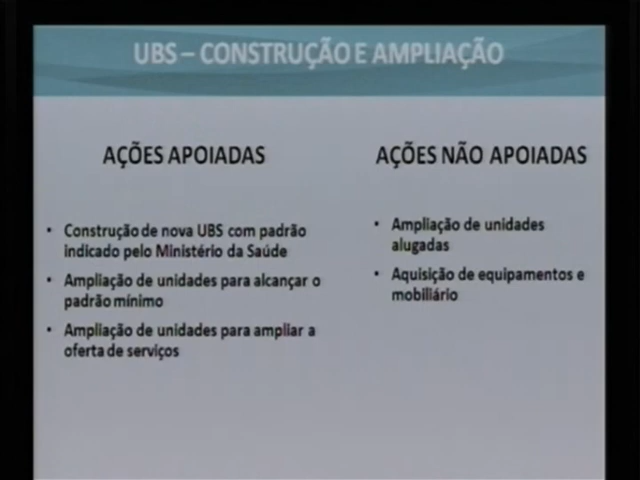 UBS – CONSTRUÇÃO E AMPLIAÇÃO
AÇÕES APOIADAS
• Construção de nova UBS com padrão
indicado pelo Ministério da Saúde
• Ampliação de unidades para alcançar o
padrão mínimo
• Ampliação de unidades para ampliar a
oferta de serviços
AÇÕES NÃO APOIADAS
• Ampliação de unidades
alugadas
• Aquisição de equipamentos e
mobiliário